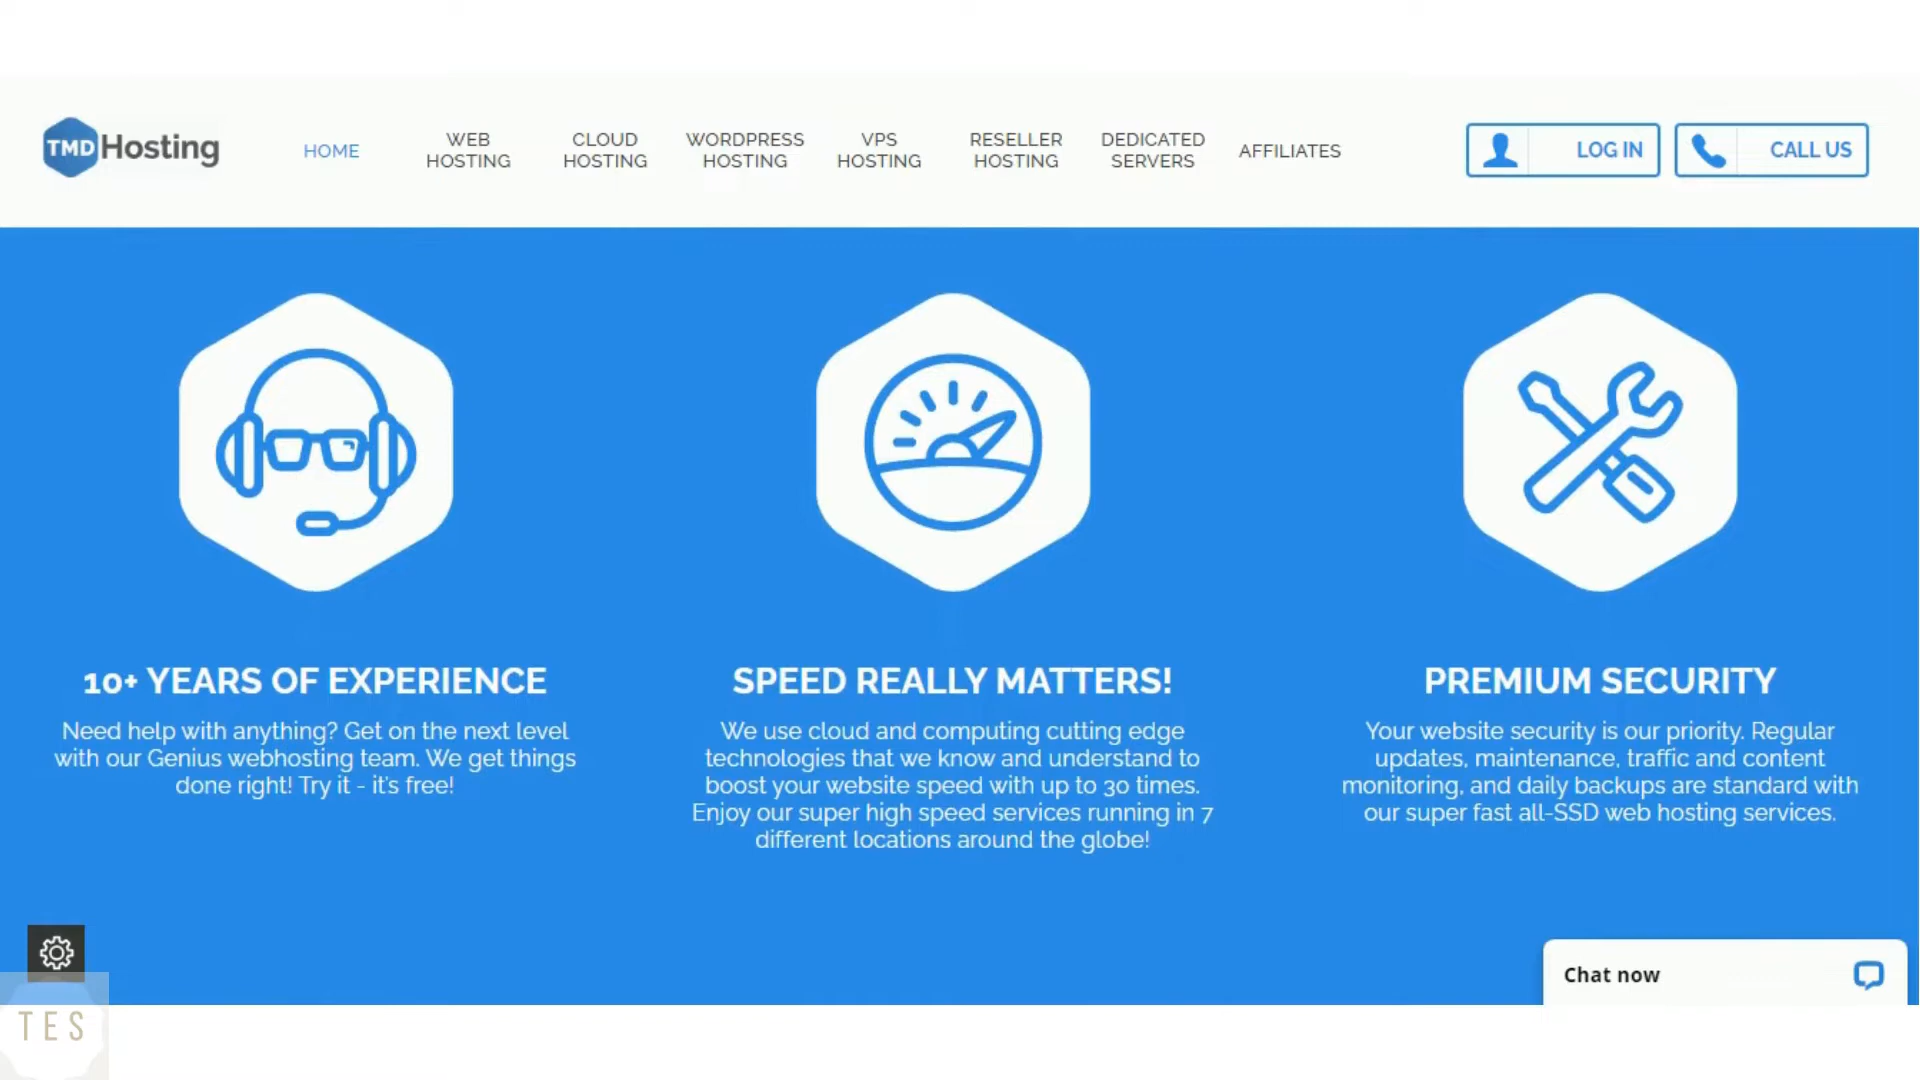 TMD Hosting
HOME
WEB
HOSTING
CLOUD
HOSTING
WORDPRESS
HOSTING
VPS
HOSTING
RESELLER
HOSTING
DEDICATED
SERVERS
AFFILIATES
LOG IN
CALL US
10+ YEARS OF EXPERIENCE
Need help with anything? Get on the next level
with our Genius webhosting team. We get things
done right! Try it - it's free!
SPEED REALLY MATTERS!
We use cloud and computing cutting edge
technologies that we know and understand to
boost your website speed with up to 30 times.
Enjoy our super high speed services running in 7
different locations around the globe!
PREMIUM SECURITY
Your website security is our priority. Regular
updates, maintenance, traffic and content
monitoring, and daily backups are standard with
our super fast all-SSD web hosting services.
Chat now
TES